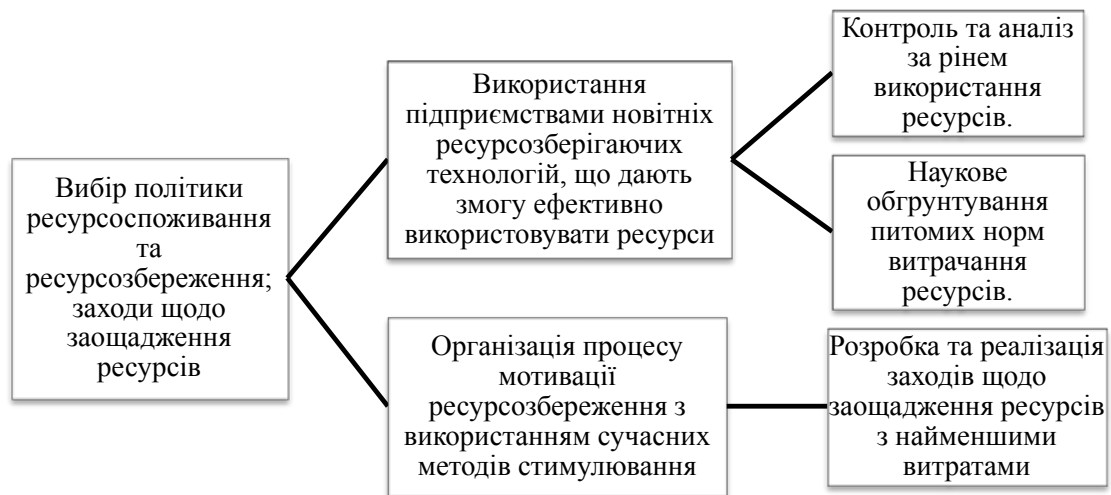 Вибір політики
ресурсоспоживання
та
ресурсозбереження;
заходи щодо
заощадження
ресурсів
Використання
підприємствами новітніх
ресурсозберігаючих
технологій, що дають
змогу ефективно
використовувати ресурси
Контроль та аналіз
за рінем
використання
ресурсів.
Наукове
обгрунтування
питомих норм
витрачання
ресурсів.
Організація процесу
мотивації
ресурсозбереження з
використанням сучасних
методів стимулювання
Розробка та реалізація
заходів щодо
заощадження ресурсів
з найменшими
витратами